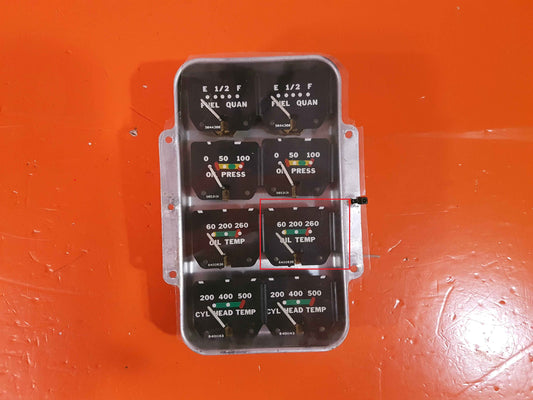 E 1/2 F E 1/2 F
FUEL QUAN FUEL QUAN
0 50 100 0 50 100
OIL PRESS OIL PRESS
60 200 260 60 200 260
OIL TEMP OIL TEMP
200 400 500 200 400 500
CYL HEAD TEMP CYL HEAD TEMP